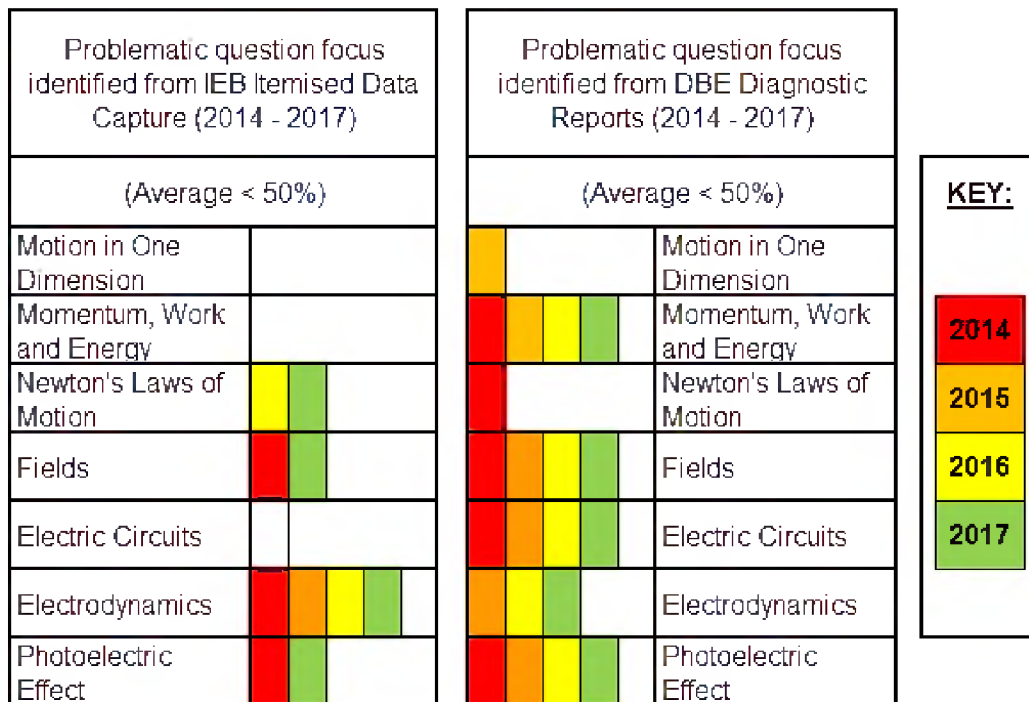 Problematic question focus
identified from IEB Itemised Data
Capture (2014 - 2017)
(Average < 50%)
Motion in One
Dimension
Momentum, Work
and Energy
Newton's Laws of
Motion
Fields
Electric Circuits
Electrodynamics
Photoelectric
Effect
Problematic question focus
identified from DBE Diagnostic
Reports (2014 - 2017)
(Average < 50%)
Motion in One
Dimension
Momentum, Work
and Energy
Newton's Laws of
Motion
Fields
Electric Circuits
Electrodynamics
Photoelectric
Effect
KEY:
2014
2015
2016
2017